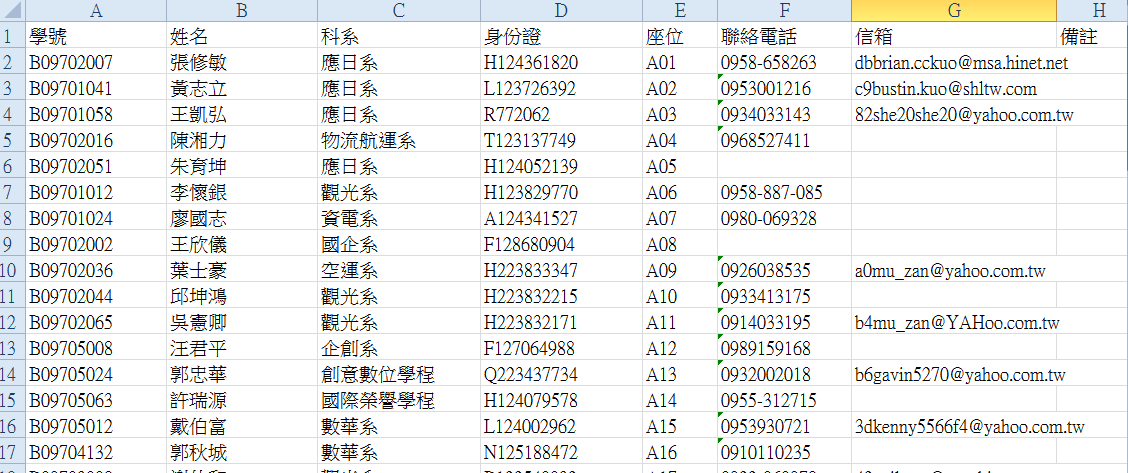 A B C D E F G H
1 學號 姓名 科系 身份證 座位 聯絡電話 信箱 備註
2 B09702007 張修敏 應日系 H124361820 A01 0958-658263 dbbrian.cckuo@msa.hinet.net
3 B09701041 黃志立 應日系 L123726392 A02 0953001216 c9bustin.kuo@shltw.com
4 B09701058 王凱弘 應日系 R772062 A03 0934033143 82she20she20@yahoo.com.tw
5 B09702016 陳湘力 物流航運系 T123137749 A04 0968527411
6 B09702051 朱育坤 應日系 H124052139 A05
7 B09701012 李懷銀 觀光系 H123829770 A06 0958-887-085
8 B09701024 廖國志 資電系 A124341527 A07 0980-069328
9 B09702002 王欣儀 國企系 F128680904 A08
10 B09702036 葉士豪 空運系 H223833347 A09 0926038535 a0mu_zan@yahoo.com.tw
11 B09702044 邱坤鴻 觀光系 H223832215 A10 0933413175
12 B09702065 吳憲卿 觀光系 H223832171 A11 0914033195 b4mu_zan@YAHoo.com.tw
13 B09705008 汪君平 企創系 F127064988 A12 0989159168
14 B09705024 郭忠華 創意數位學程 Q223437734 A13 0932002018 b6gavin5270@yahoo.com.tw
15 B09705063 許瑞源 國際榮譽學程 H124079578 A14 0955-312715
16 B09705012 戴伯富 數華系 L124002962 A15 0953930721 3dkenny5566f4@yahoo.com.tw
17 B09704132 郭秋城 數華系 N125188472 A16 0910110235